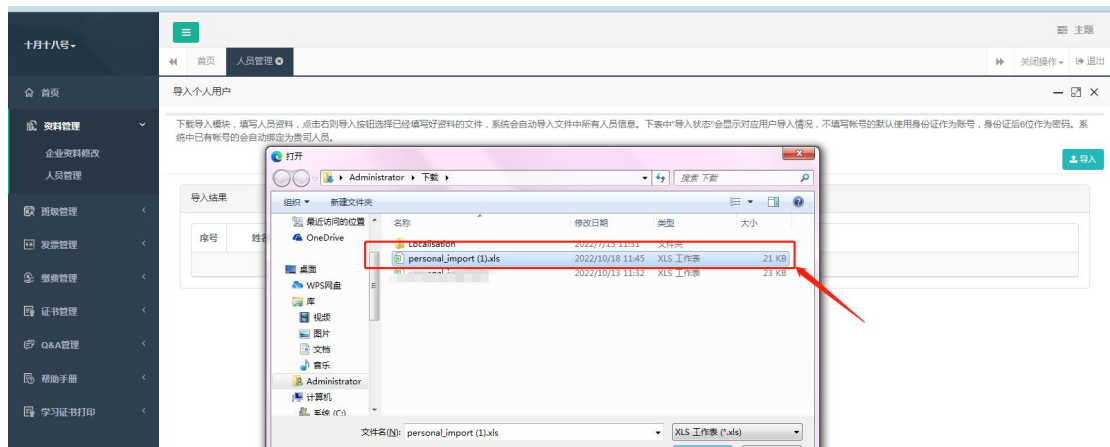 十月十八号
主题
首页 人员管理
关闭操作 退出
首页
导入个人用户
资料管理
企业资料修改
人员管理
班级管理
发票管理
缴费管理
证书管理
Q&A管理
帮助手册
学习证书打印
下载导入模块，填写人员资料，点击右则导入按钮选择已经填写好资料的文件，系统会自动导入文件中所有人员信息。下表中"导入状态"会显示对应用户导入情况，不填写帐号的默认使用身份证作为账号，身份证后6位作为密码。系
统中已有帐号的会自动绑定为贵司人员。
导入
导入结果
序号
打开
Administrator 下载
搜索 下载
组织 新建文件夹
名称 修改日期 类型 大小
最近访问的位置
OneDrive
桌面
WPS网盘
库
视频
图片
文档
音乐
Administrator
计算机
系统 (C:)
Localisation 2022/7/13 11:51 文件夹
personal_import (1).xls 2022/10/18 11:45 XLS 工作表 21 KB
2022/10/13 11:32 XLS 工作表 23 KB
文件名(N): personal_import (1).xls XLS 工作表 (*.xls)